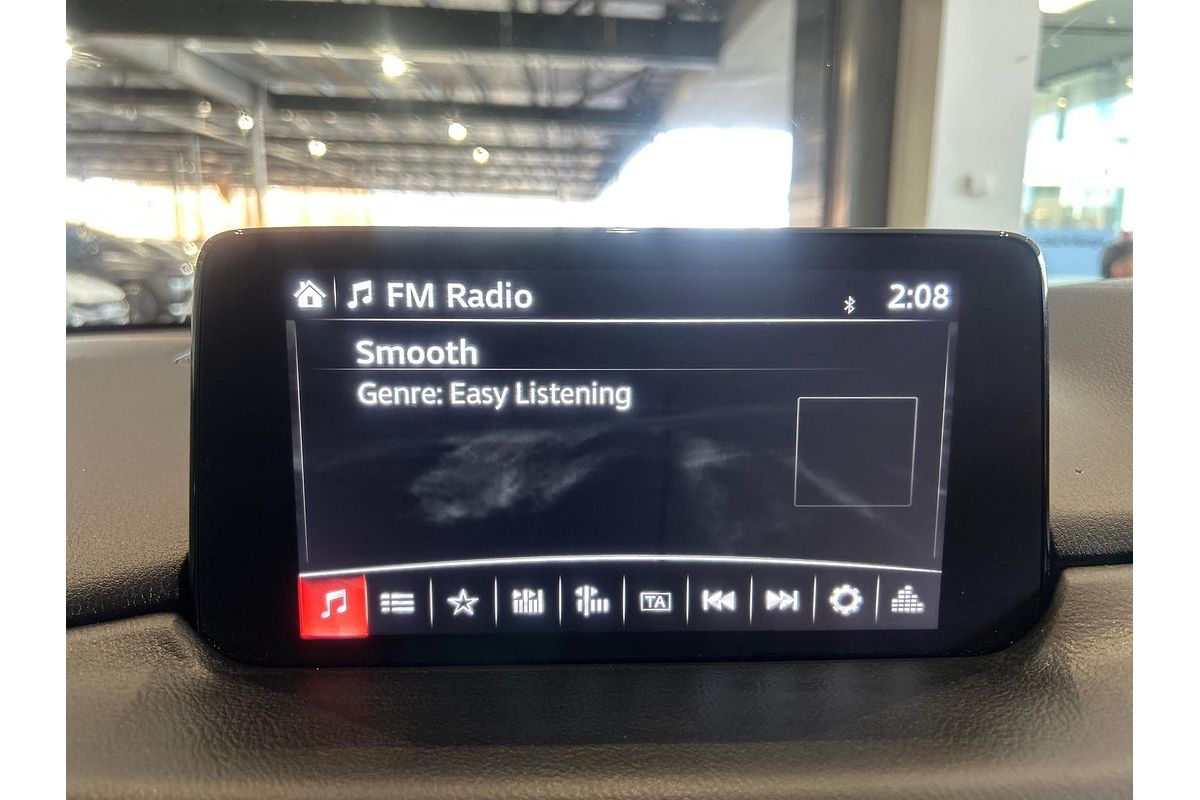 FM Radio
2:08
Smooth
Genre: Easy Listening
TA